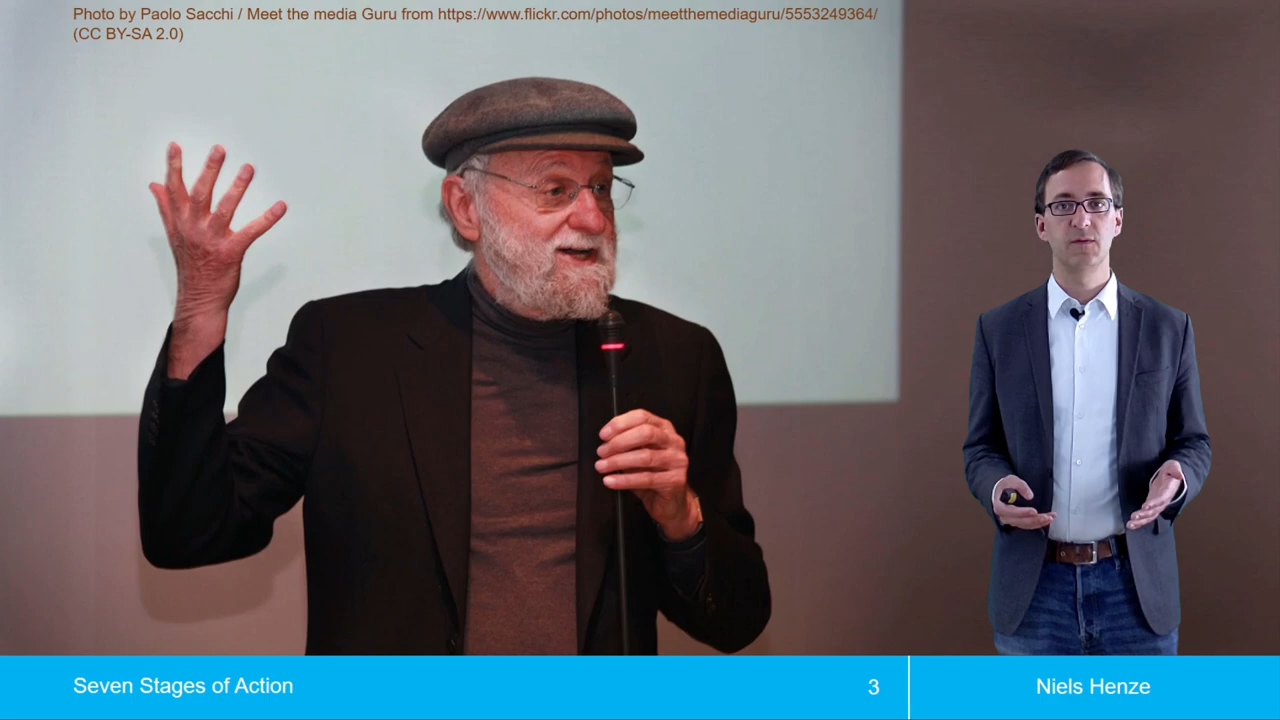 Photo by Paolo Sacchi / Meet the media Guru from https://www.flickr.com/photos/meetthemediaguru/5553249364/
(CC BY-SA 2.0)
Seven Stages of Action
3
Niels Henze